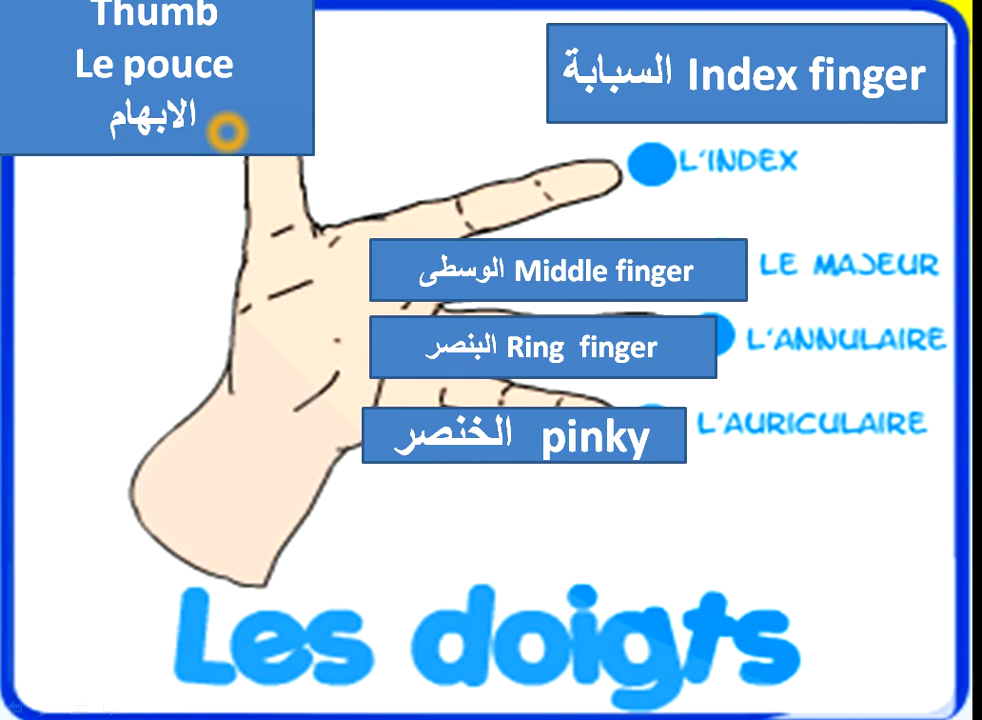 Thumb
Le pouce
الابهام
السبابة Index finger
L'INDEX
الوسطى Middle finger
LE MAJEUR
البنصر Ring finger
L'ANNULAIRE
الخنصر pinky
L'AURICULAIRE
Les doigts